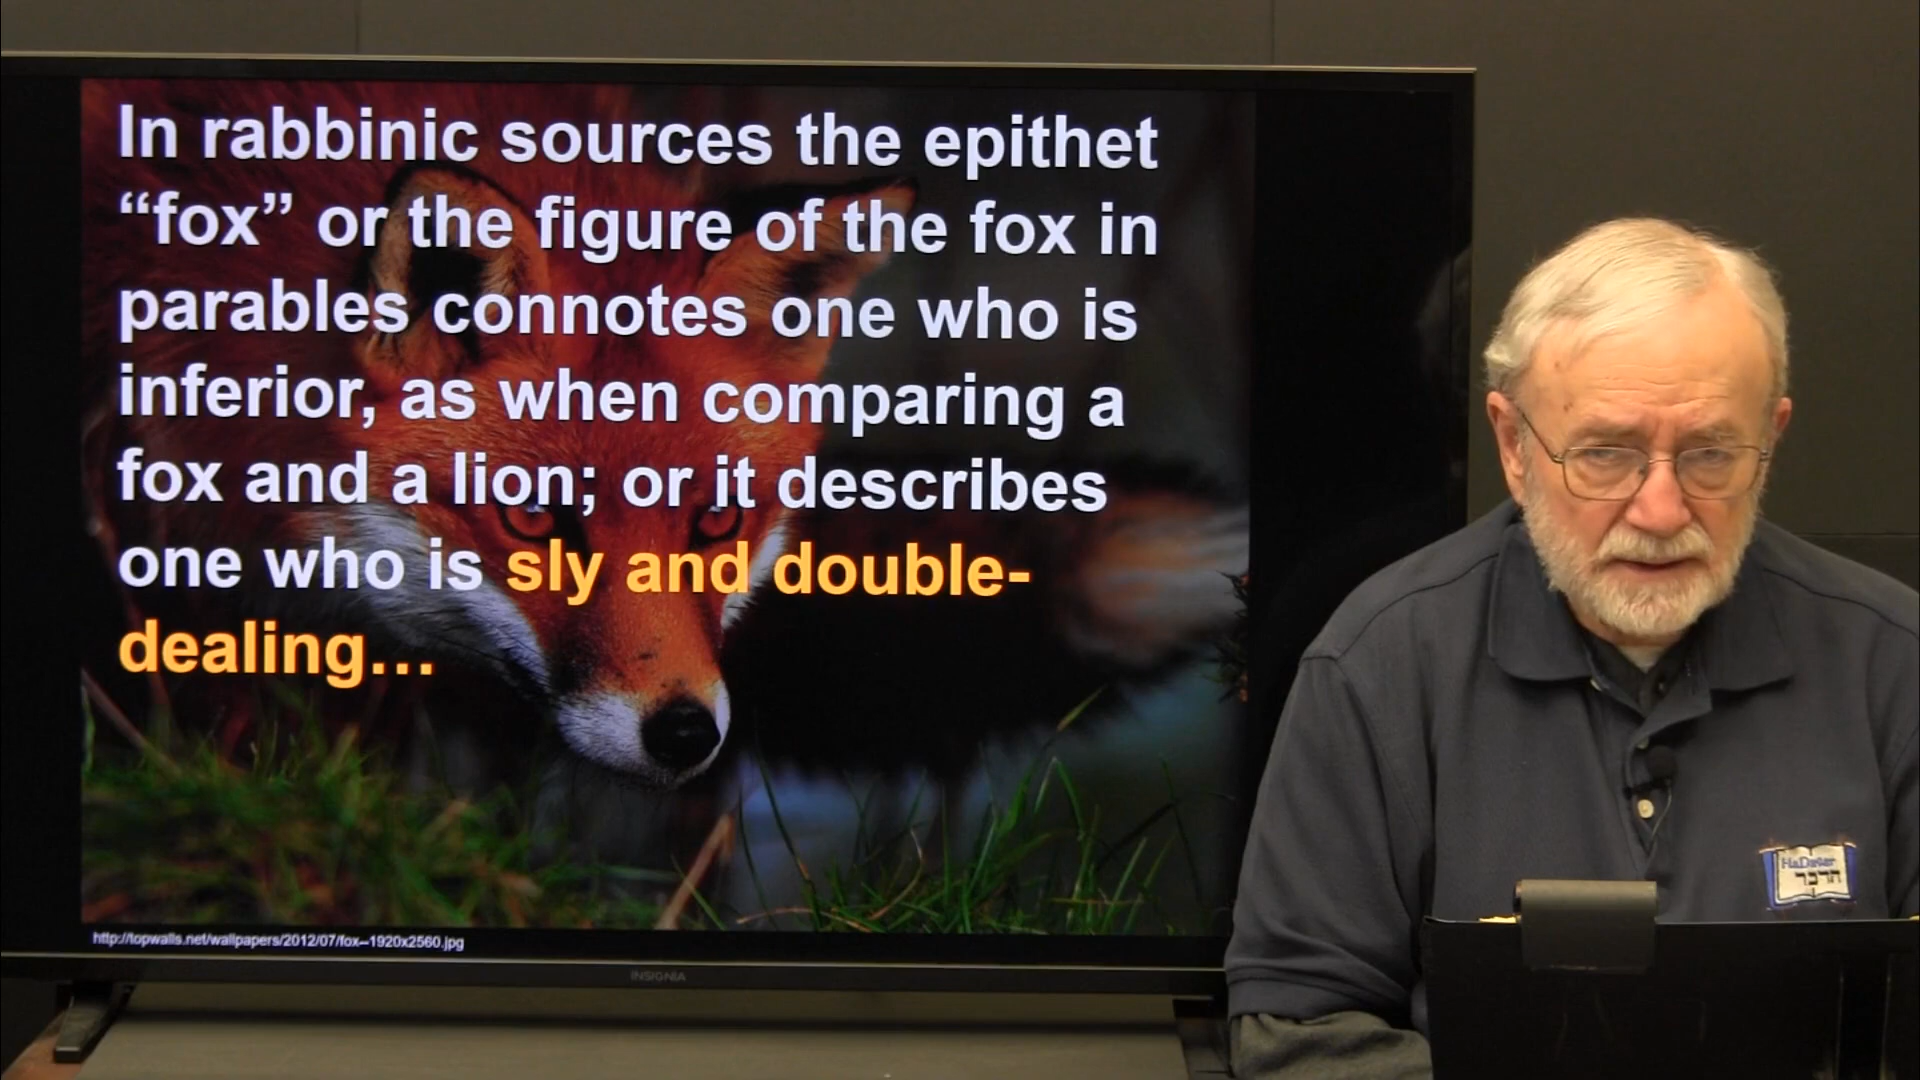 In rabbinic sources the epithet
“fox” or the figure of the fox in
parables connotes one who is
inferior, as when comparing a
fox and a lion; or it describes
one who is sly and double-
dealing…
http://topwalls.net/wallpapers/2012/07/fox--1920x2560.jpg
INSIGNIA
HaDavar
הדבר